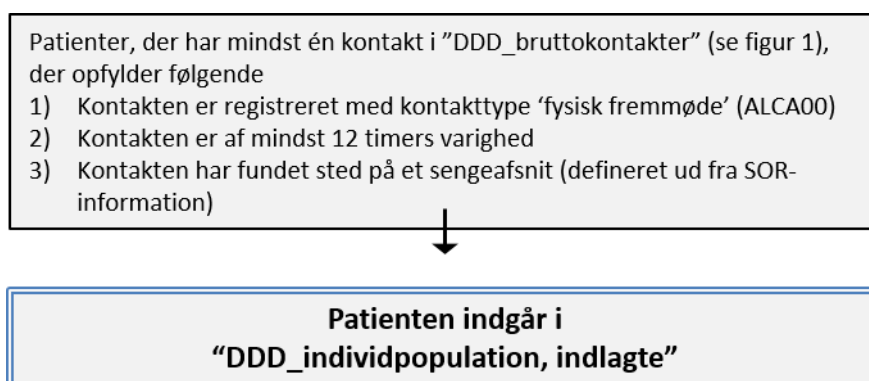 Patienter, der har mindst én kontakt i ”DDD_bruttokontakter” (se figur 1),
der opfylder følgende
1) Kontakten er registreret med kontakttype ‘fysisk fremmøde’ (ALCA00)
2) Kontakten er af mindst 12 timers varighed
3) Kontakten har fundet sted på et sengeafsnit (defineret ud fra SOR-
information)
Patienten indgår i
“DDD_individpopulation, indlagte”